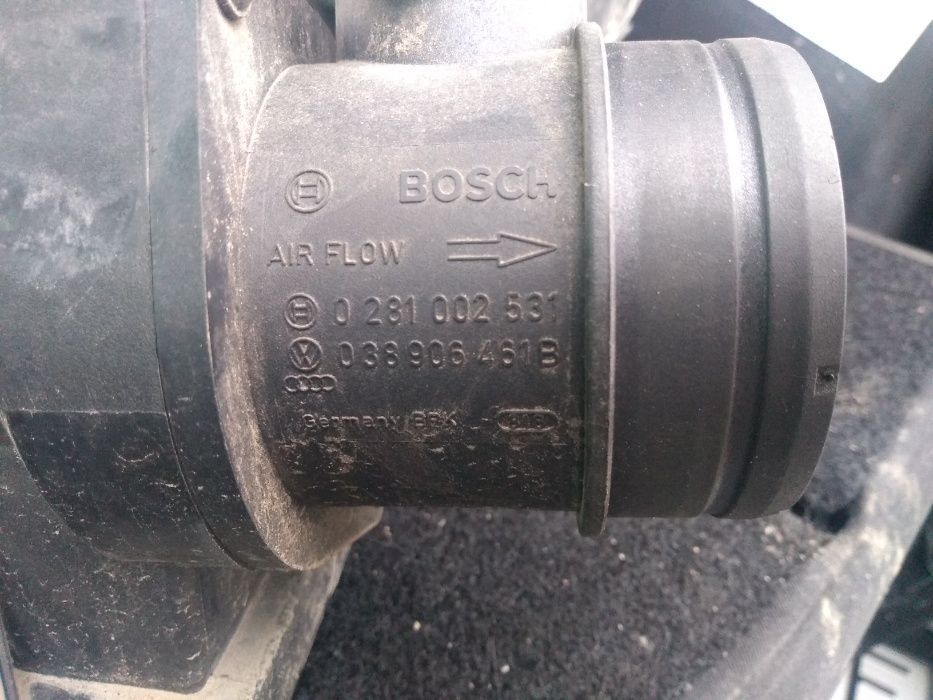 BOSCH
AIR FLOW
0 281 002 531
038 906 461 B
Germany